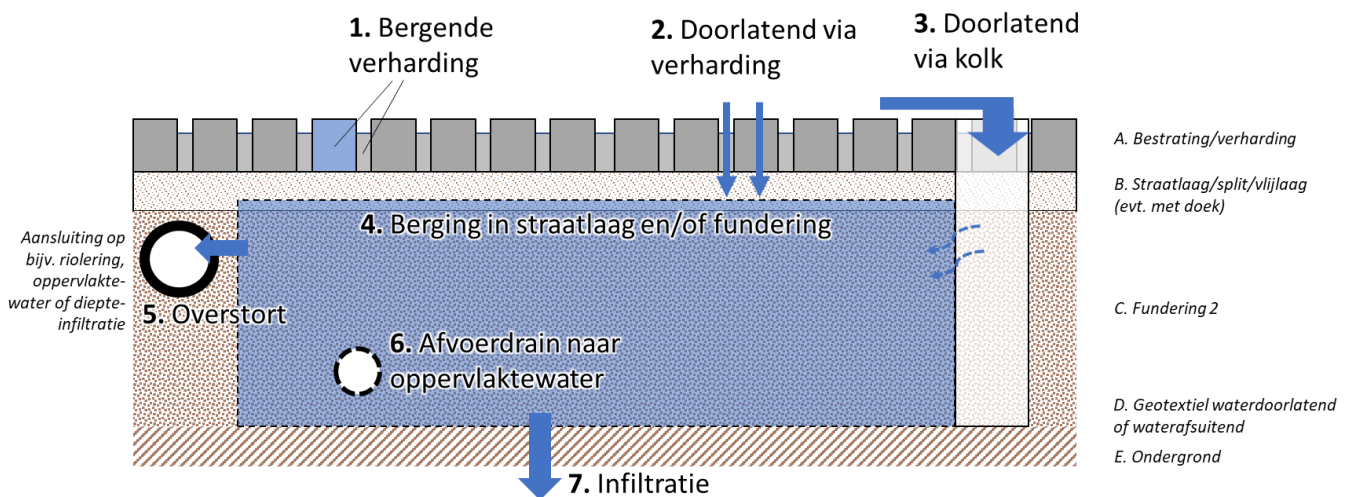 1. Bergende
verharding
2. Doorlatend via
verharding
3. Doorlatend
via kolk
A. Bestrating/verharding
B. Straatlaag/split/vlijlaag
(evt. met doek)
4. Berging in straatlaag en/of fundering
Aansluiting op
bijv. riolering,
oppervlakte-
water of diepte-
infiltratie
5. Overstort
C. Fundering 2
6. Afvoerdrain naar
oppervlaktewater
D. Geotextiel waterdoorlatend
of waterafsuitend
E. Ondergrond
7. Infiltratie